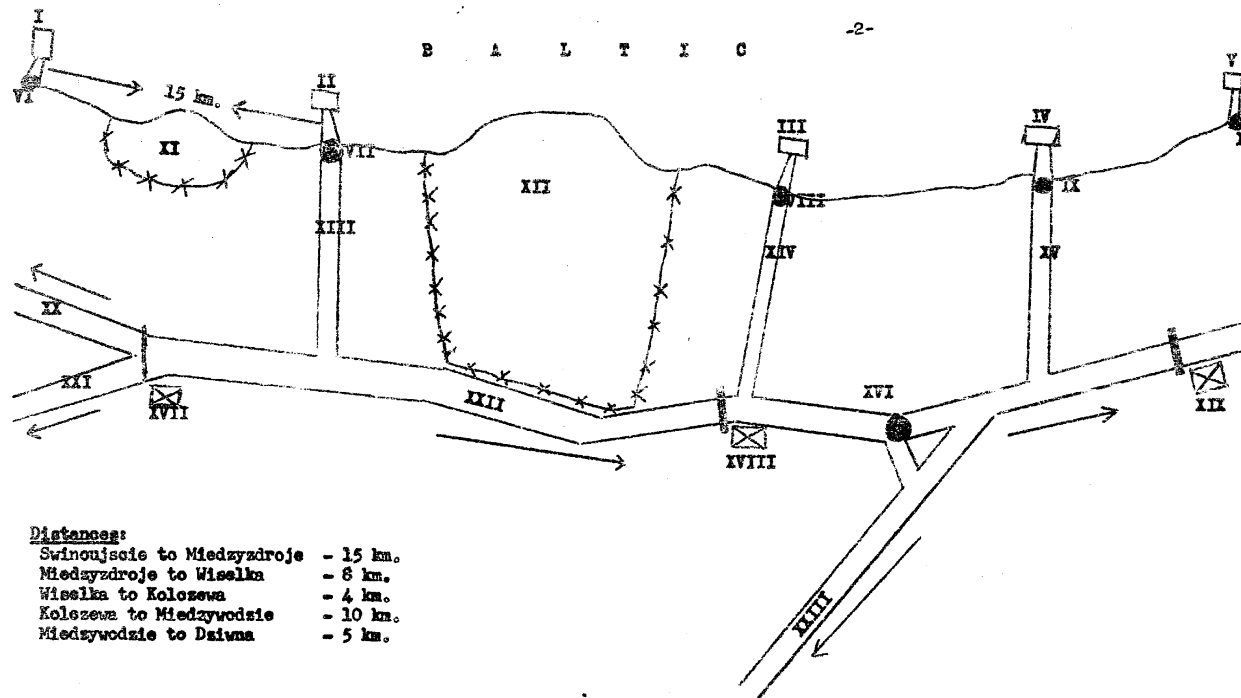 -2-
I
B A L T I C
V
VI
15 km.
II
III
IV
XI
VII
XII
VIII
IX
XIII
XIV
XV
XX
XXI
XVII
XXII
XVI
XVIII
XIX
XXIII
Distances:
Swinoujscie to Miedzyzdroje - 15 km.
Miedzyzdroje to Wiselka - 8 km.
Wiselka to Kolczewa - 4 km.
Kolczewa to Miedzywodzie - 10 km.
Miedzywodzie to Dziwna - 5 km.